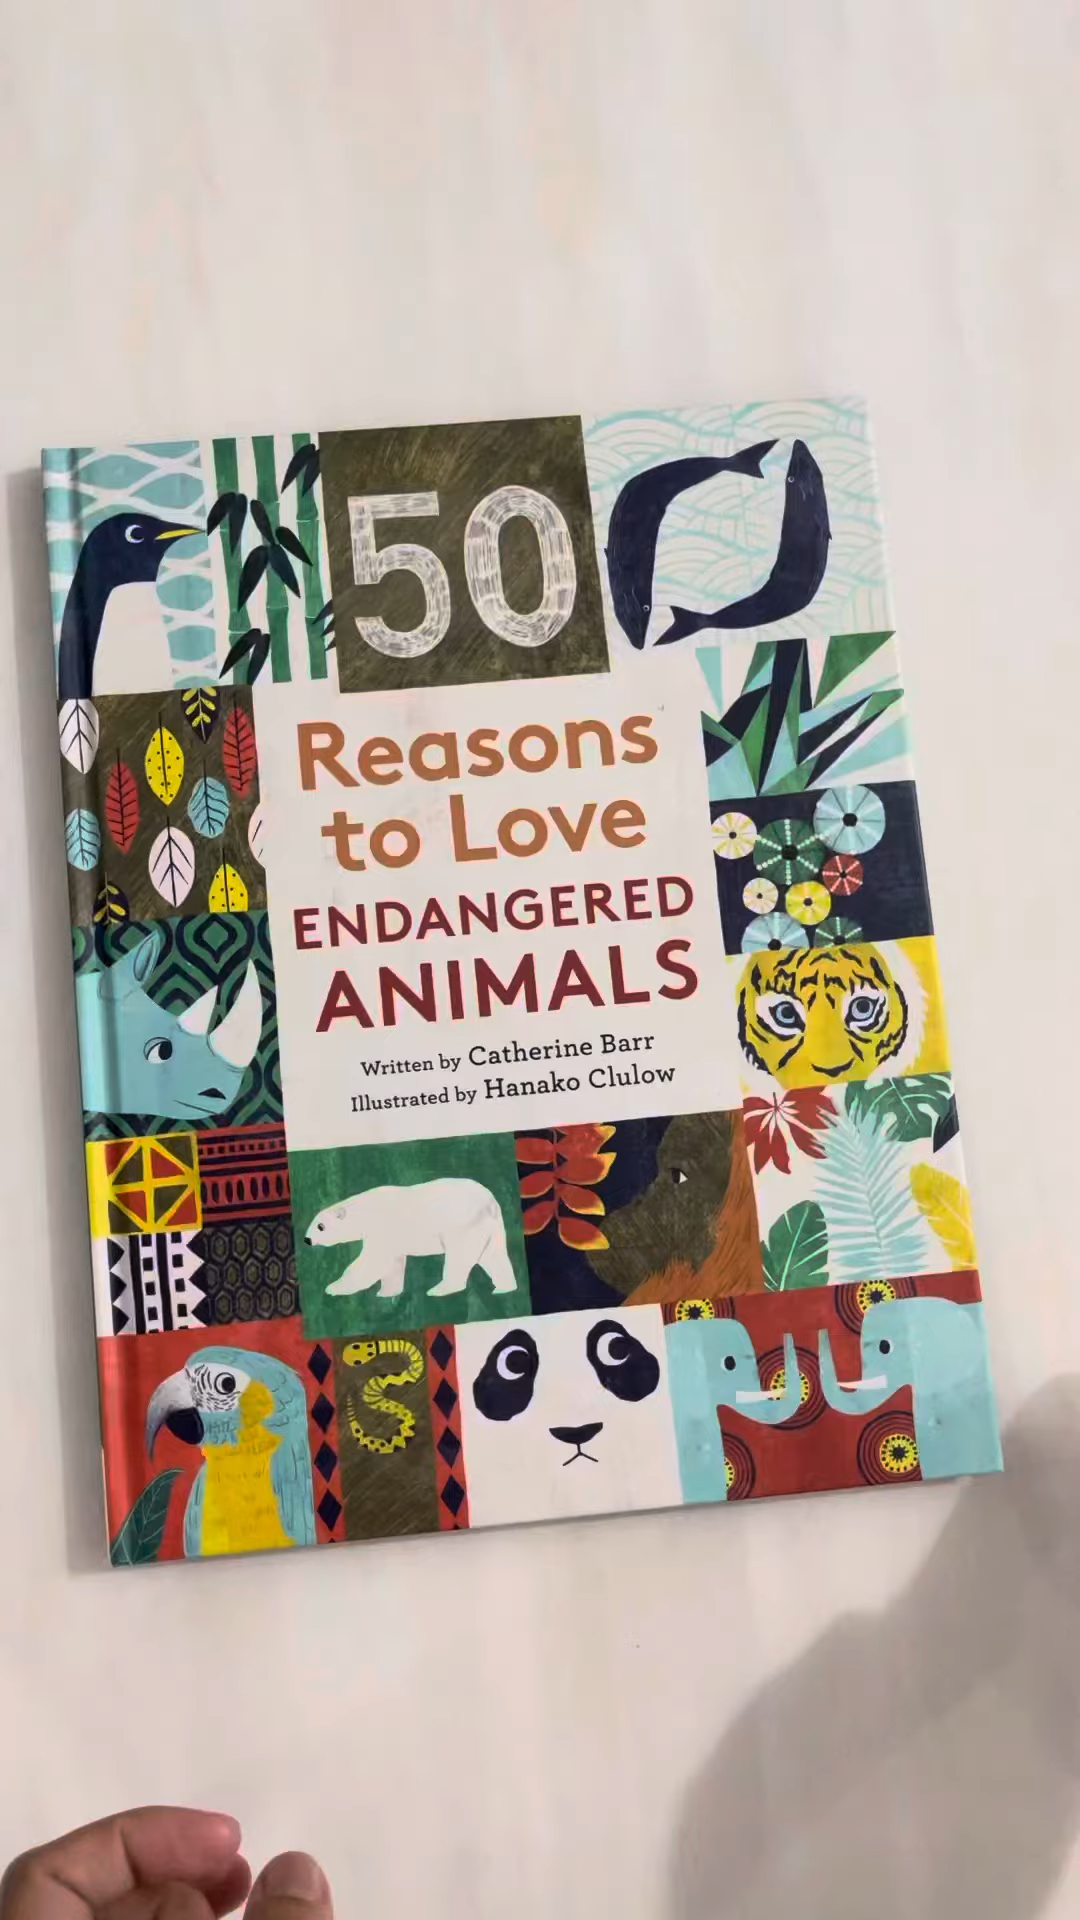 50
Reasons
to Love
ENDANGERED
ANIMALS
Written by Catherine Barr
Illustrated by Hanako Clulow